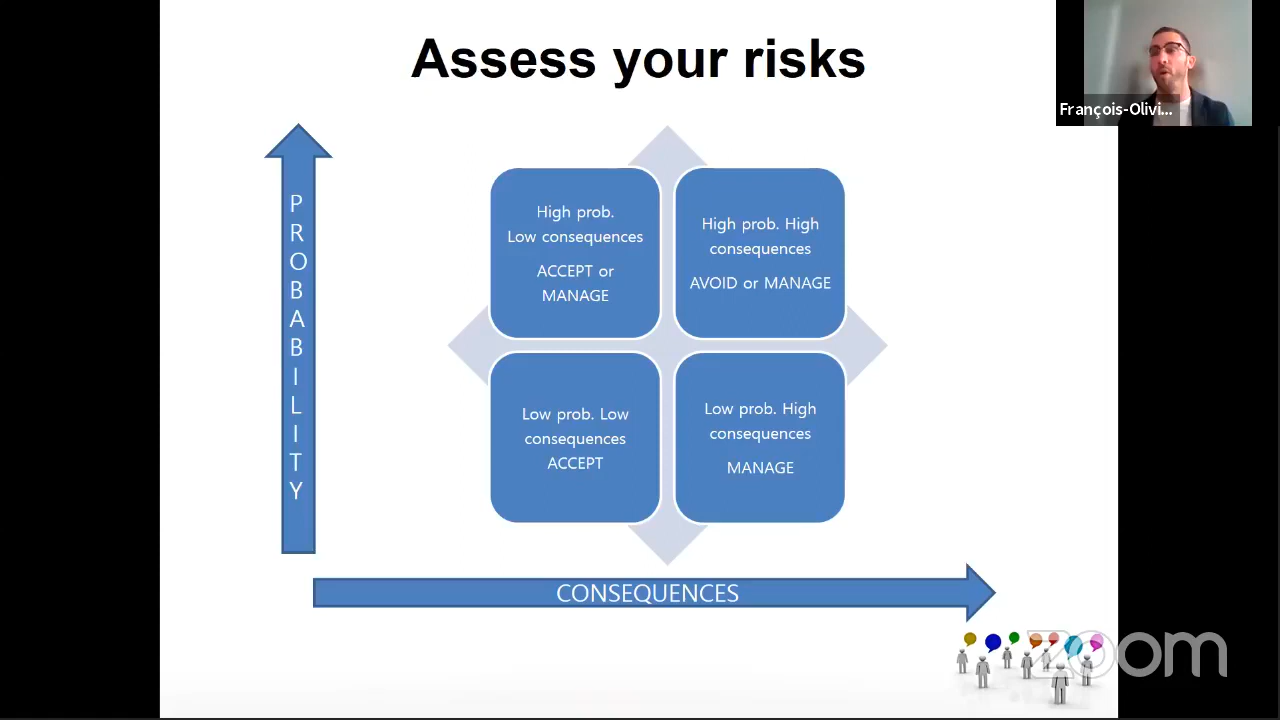 Assess your risks
François-Olivi...
PROBABILITY
High prob.
Low consequences
ACCEPT or
MANAGE
High prob. High
consequences
AVOID or MANAGE
Low prob. Low
consequences
ACCEPT
Low prob. High
consequences
MANAGE
CONSEQUENCES
zoom